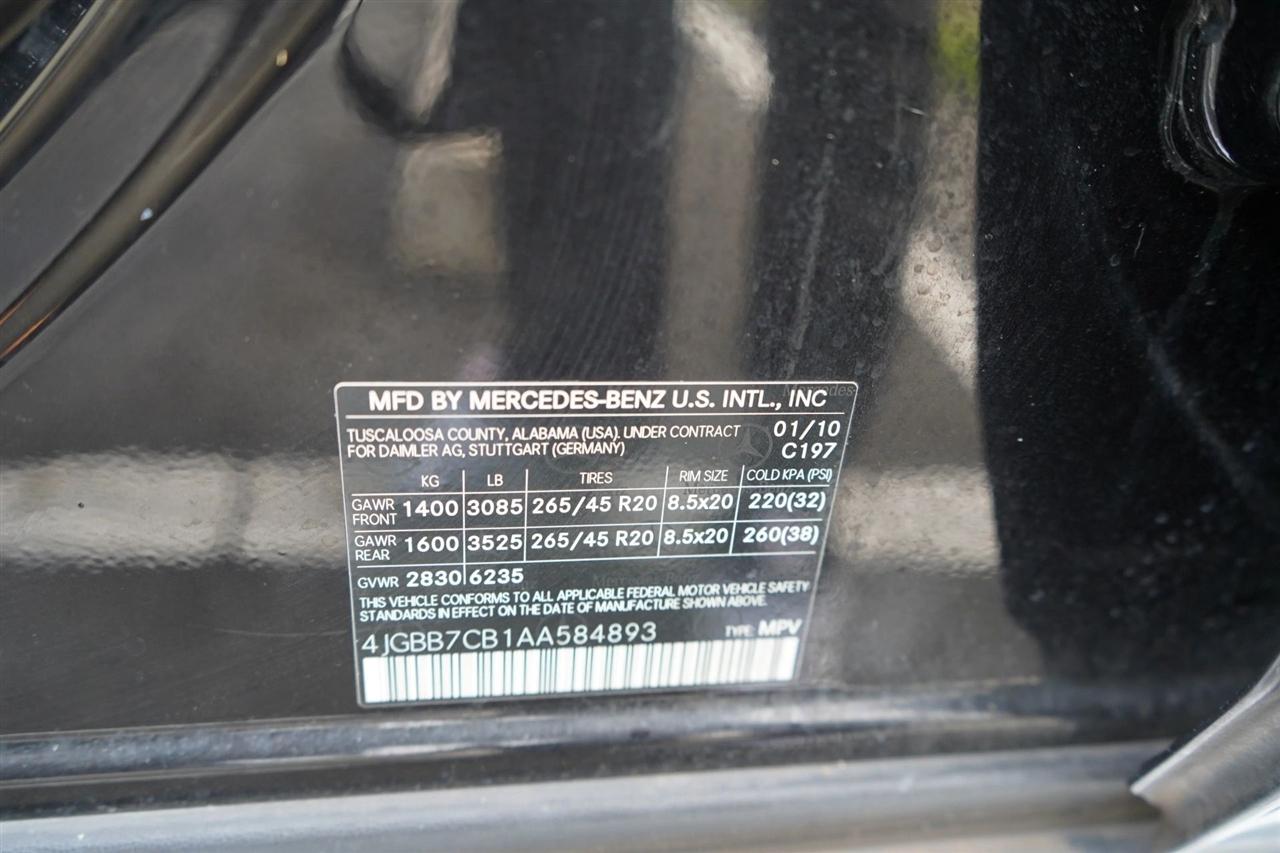 MFD BY MERCEDES-BENZ U.S. INTL., INC
TUSCALOOSA COUNTY, ALABAMA (USA). UNDER CONTRACT 01/10
FOR DAIMLER AG, STUTTGART (GERMANY) C197
KG LB TIRES RIM SIZE COLD KPA (PSI)
GAWR FRONT 1400 3085 265/45 R20 8.5x20 220(32)
GAWR REAR 1600 3525 265/45 R20 8.5x20 260(38)
GVWR 2830 6235
THIS VEHICLE CONFORMS TO ALL APPLICABLE FEDERAL MOTOR VEHICLE SAFETY
STANDARDS IN EFFECT ON THE DATE OF MANUFACTURE SHOWN ABOVE.
4JGBB7CB1AA584893 TYPE: MPV